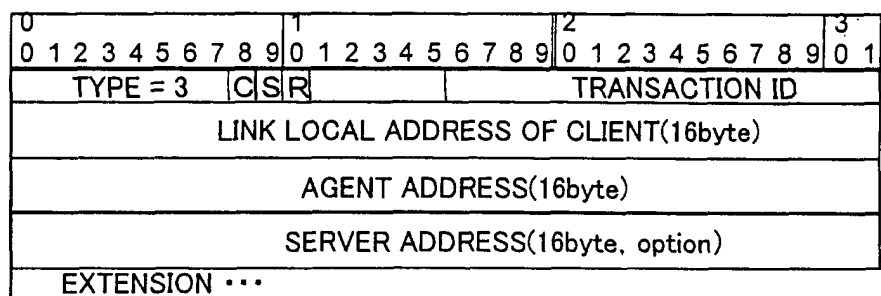 0 1 2 3
0 1 2 3 4 5 6 7 8 9 0 1 2 3 4 5 6 7 8 9 0 1 2 3 4 5 6 7 8 9 0 1
TYPE = 3 C S R TRANSACTION ID
LINK LOCAL ADDRESS OF CLIENT(16byte)
AGENT ADDRESS(16byte)
SERVER ADDRESS(16byte, option)
EXTENSION ･･･